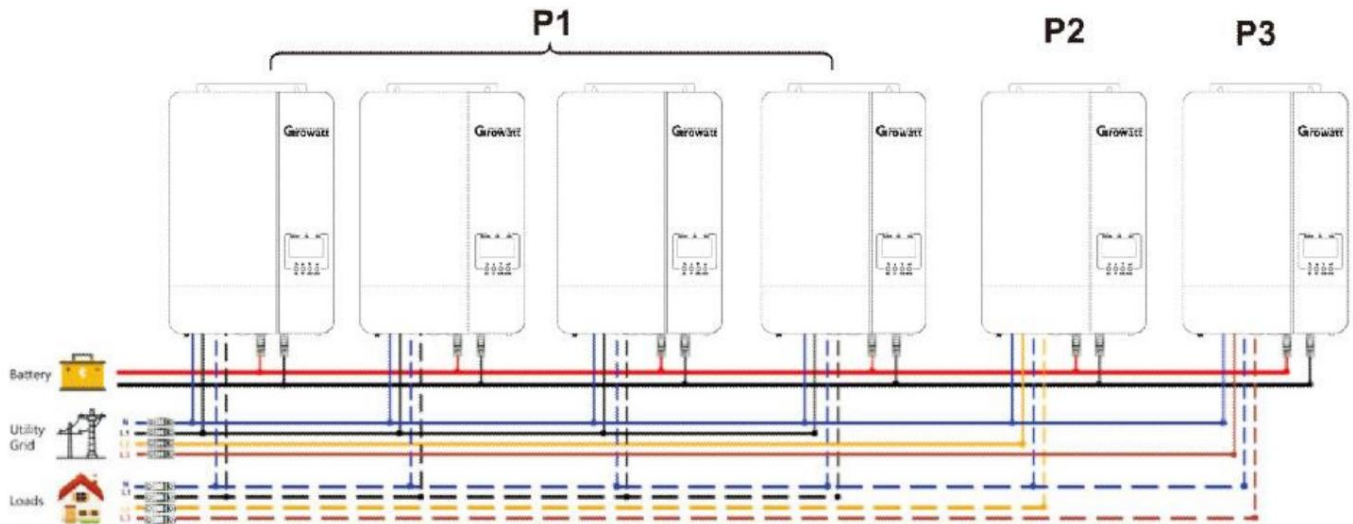 P1
P2
P3
Growatt
Growatt
Growatt
Growatt
Growatt
Growatt
Battery
Utility
Grid
N
L1
L2
L3
Loads
N
L1
L2
L3